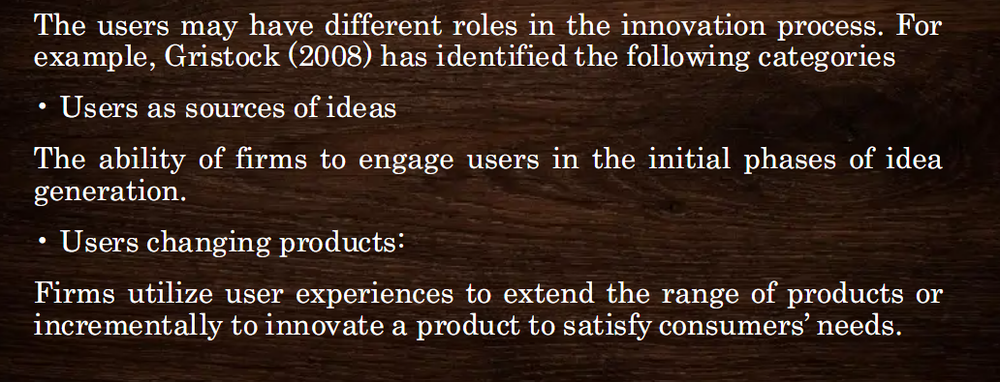 The users may have different roles in the innovation process. For
example, Gristock (2008) has identified the following categories
• Users as sources of ideas
The ability of firms to engage users in the initial phases of idea
generation.
• Users changing products:
Firms utilize user experiences to extend the range of products or
incrementally to innovate a product to satisfy consumers’ needs.